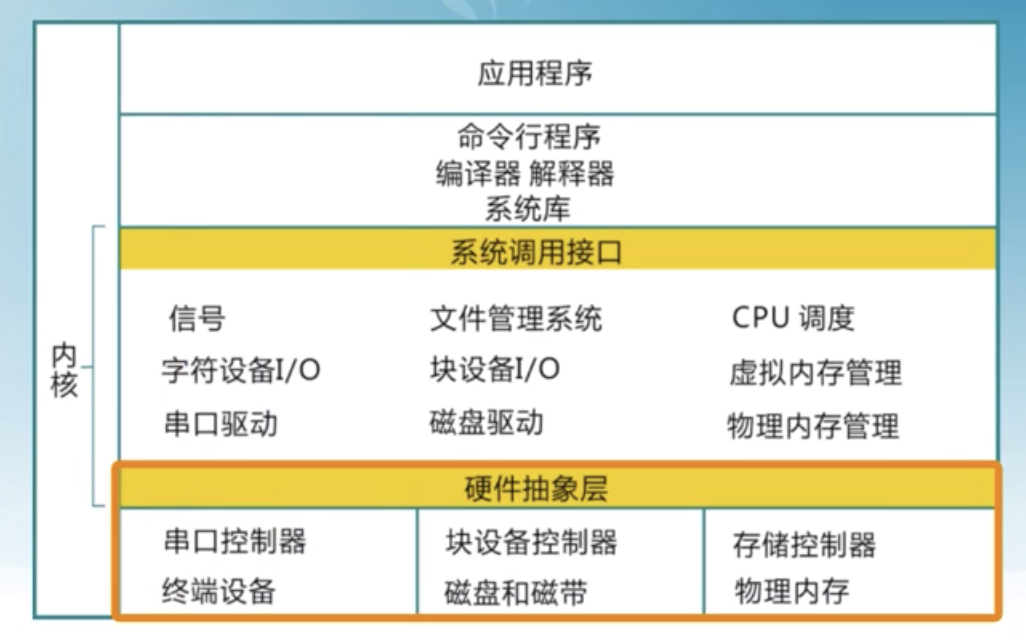 应用程序
命令行程序
编译器 解释器
系统库
系统调用接口
内核
信号 文件管理系统 CPU 调度
字符设备I/O 块设备I/O 虚拟内存管理
串口驱动 磁盘驱动 物理内存管理
硬件抽象层
串口控制器 块设备控制器 存储控制器
终端设备 磁盘和磁带 物理内存